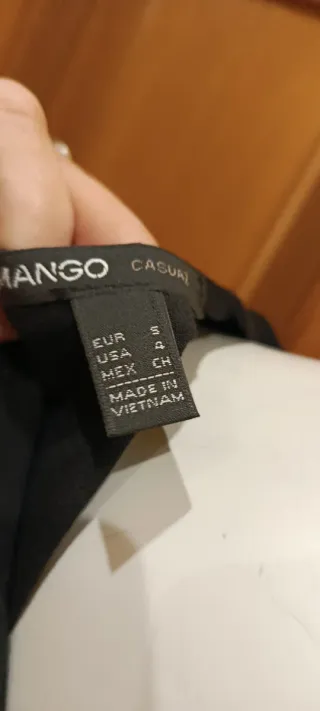 MANGO CASUAL
EUR S
USA 4
MEX CH
MADE IN
VIETNAM